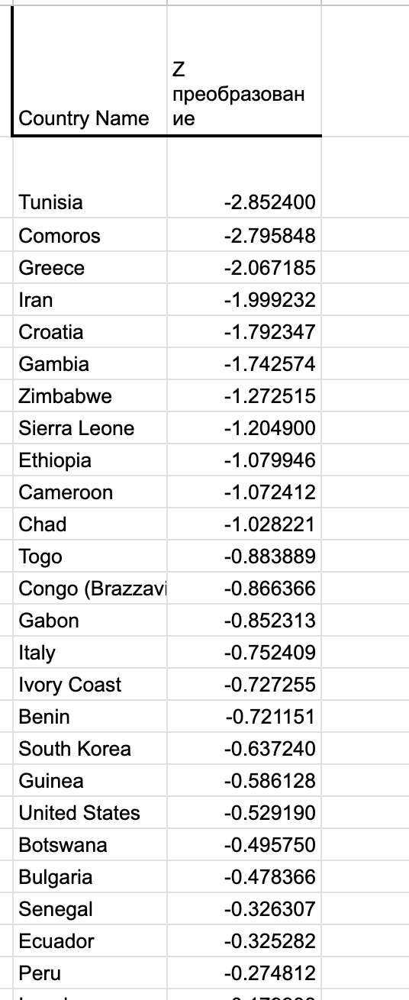 Z
преобразован
Country Name ие
Tunisia -2.852400
Comoros -2.795848
Greece -2.067185
Iran -1.999232
Croatia -1.792347
Gambia -1.742574
Zimbabwe -1.272515
Sierra Leone -1.204900
Ethiopia -1.079946
Cameroon -1.072412
Chad -1.028221
Togo -0.883889
Congo (Brazzavi -0.866366
Gabon -0.852313
Italy -0.752409
Ivory Coast -0.727255
Benin -0.721151
South Korea -0.637240
Guinea -0.586128
United States -0.529190
Botswana -0.495750
Bulgaria -0.478366
Senegal -0.326307
Ecuador -0.325282
Peru -0.274812